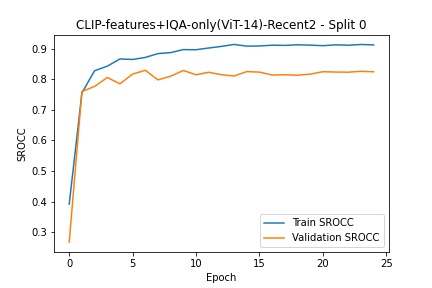 CLIP-features+IQA-only(ViT-14)-Recent2 - Split 0
SROCC
0.9
0.8
0.7
0.6
0.5
0.4
0.3
Train SROCC
Validation SROCC
0 5 10 15 20 25
Epoch